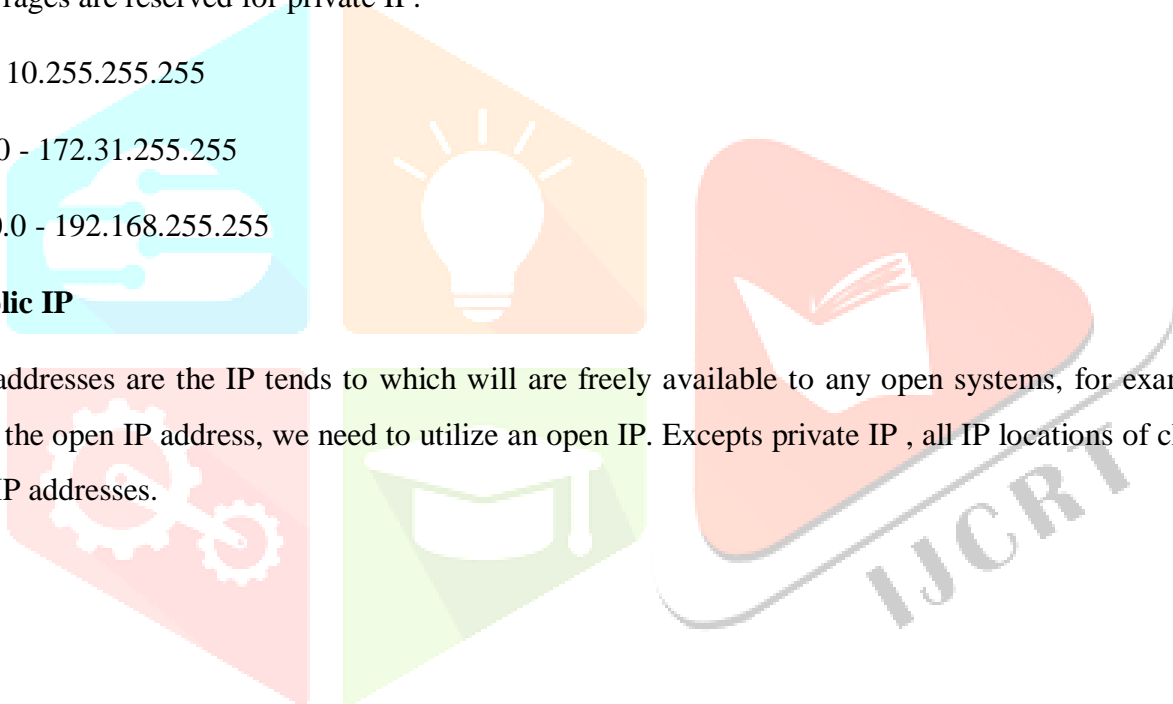 rages are reserved for private IP.
10.255.255.255
0 - 172.31.255.255
0.0 - 192.168.255.255
lic IP
addresses are the IP tends to which will are freely available to any open systems, for exam
the open IP address, we need to utilize an open IP. Excepts private IP , all IP locations of cl
IP addresses.
IJCRT